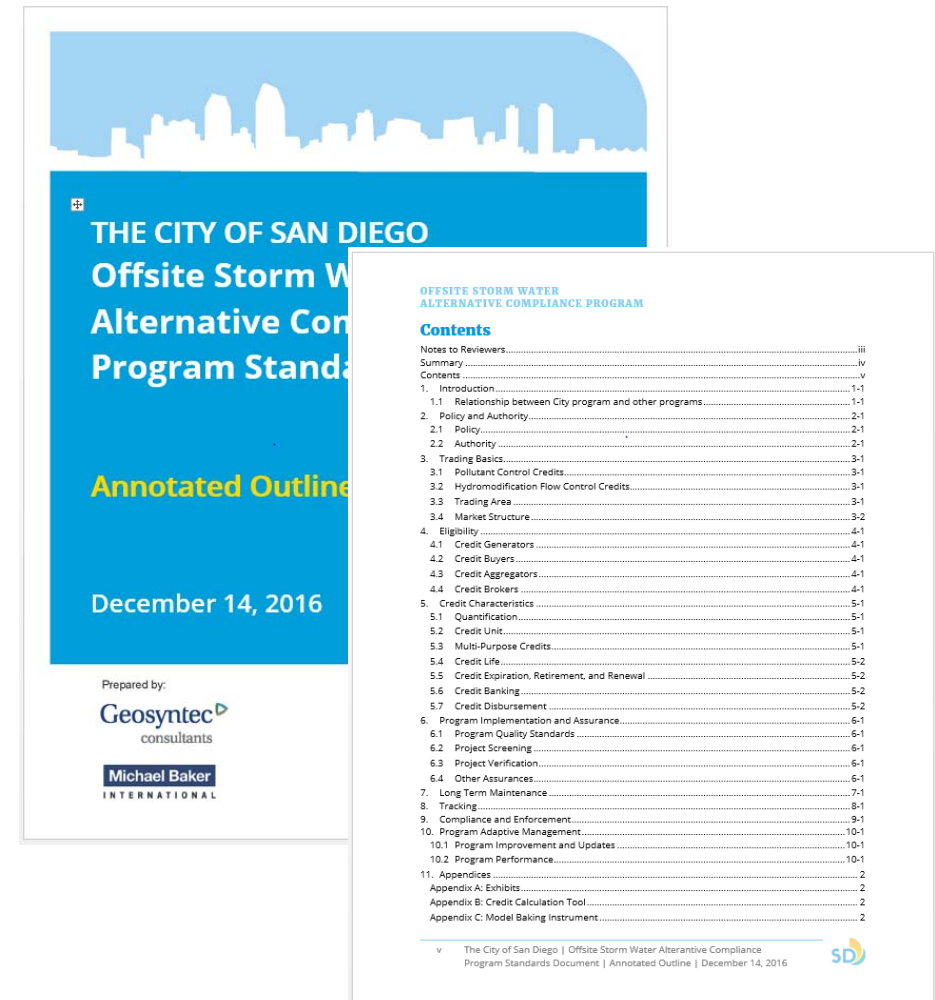 THE CITY OF SAN DIEGO
Offsite Storm W
Alternative Con
Program Standa
Annotated Outline
December 14, 2016
Prepared by:
Geosyntec
consultants
Michael Baker
INTERNATIONAL
OFFSITE STORM WATER
ALTERNATIVE COMPLIANCE PROGRAM
Contents
Notes to Reviewers iii
Summary iv
Contents v
1. Introduction 1-1
1.1 Relationship between City program and other programs 1-1
2. Policy and Authority 2-1
2.1 Policy 2-1
2.2 Authority 2-1
3. Trading Basics 3-1
3.1 Pollutant Control Credits 3-1
3.2 Hydromodification Flow Control Credits 3-1
3.3 Trading Area 3-1
3.4 Market Structure 3-2
4. Eligibility 4-1
4.1 Credit Generators 4-1
4.2 Credit Buyers 4-1
4.3 Credit Aggregators 4-1
4.4 Credit Brokers 4-1
5. Credit Characteristics 5-1
5.1 Quantification 5-1
5.2 Credit Unit 5-1
5.3 Multi-Purpose Credits 5-1
5.4 Credit Life 5-2
5.5 Credit Expiration, Retirement, and Renewal 5-2
5.6 Credit Banking 5-2
5.7 Credit Disbursement 5-2
6. Program Implementation and Assurance 6-1
6.1 Program Quality Standards 6-1
6.2 Project Screening 6-1
6.3 Project Verification 6-1
6.4 Other Assurances 6-1
7. Long Term Maintenance 7-1
8. Tracking 8-1
9. Compliance and Enforcement 9-1
10. Program Adaptive Management 10-1
10.1 Program Improvement and Updates 10-1
10.2 Program Performance 10-1
11. Appendices 2
Appendix A: Exhibits 2
Appendix B: Credit Calculation Tool 2
Appendix C: Model Baking Instrument 2
v The City of San Diego | Offsite Storm Water Alterantive Compliance
Program Standards Document | Annotated Outline | December 14, 2016
SD